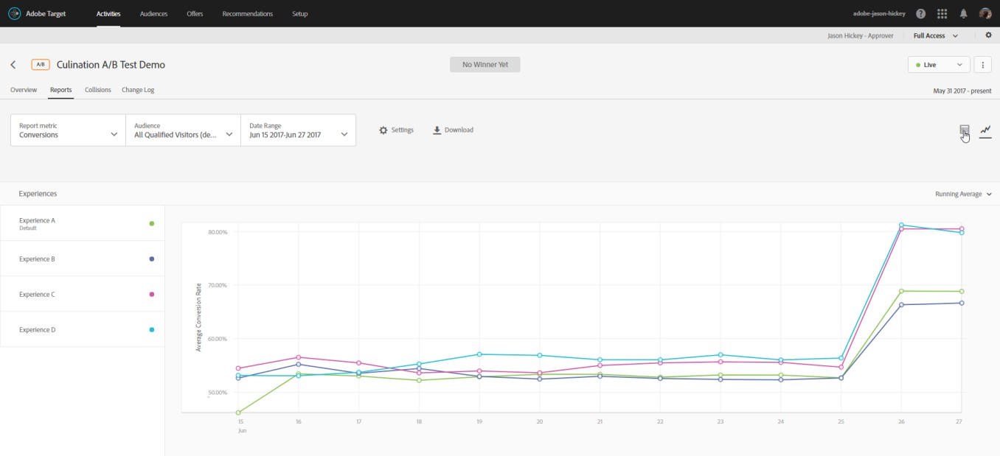 Adobe Target
Activities
Audiences
Offers
Recommendations
Setup
adobe-jason-hickey
?
Jason Hickey - Approver
Full Access
A/B
Culination A/B Test Demo
No Winner Yet
Live
Overview
Reports
Collisions
Change Log
May 31 2017 - present
Report metric
Conversions
Audience
All Qualified Visitors (de...
Date Range
Jun 15 2017-Jun 27 2017
Settings
Download
Experiences
Running Average
Experience A
Default
Experience B
Experience C
Experience D
Average Conversion Rate
80.00%
70.00%
60.00%
50.00%
15 16 17 18 19 20 21 22 23 24 25 26 27
Jun